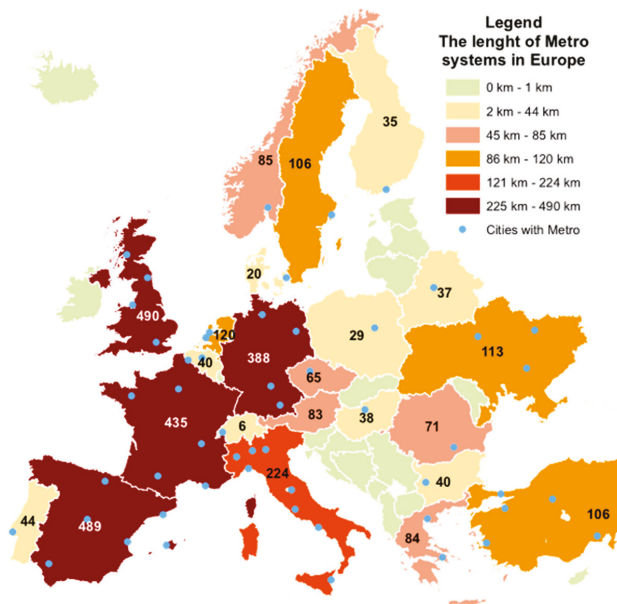 Legend
The lenght of Metro
systems in Europe
0 km - 1 km
2 km - 44 km
45 km - 85 km
86 km - 120 km
121 km - 224 km
225 km - 490 km
Cities with Metro
35
85
106
20
37
490
120
388
29
113
40
65
435
83
38
71
6
224
40
44
489
106
84